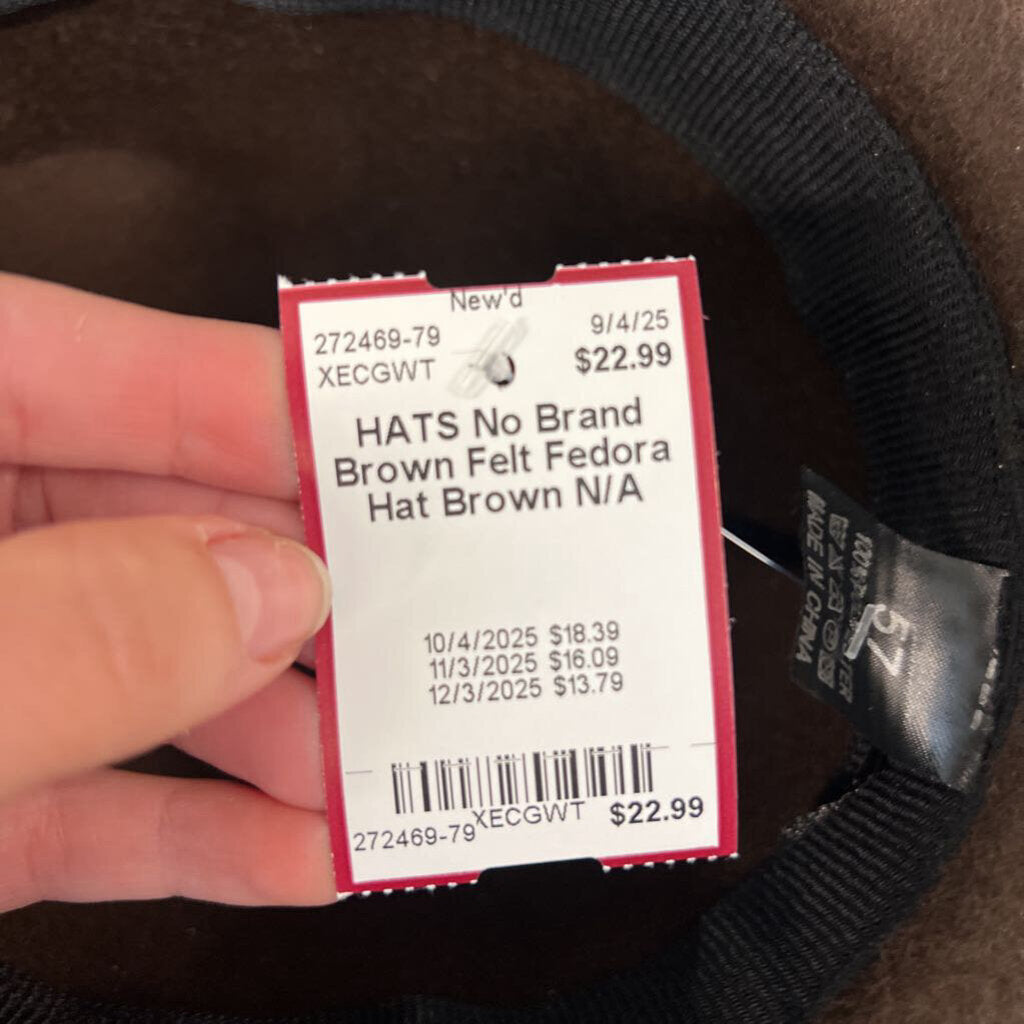 New'd
272469-79 9/4/25
XECGWT $22.99
HATS No Brand
Brown Felt Fedora
Hat Brown N/A
10/4/2025 $18.39
11/3/2025 $16.09
12/3/2025 $13.79
XECGWT $22.99
272469-79
57
MADE IN CHINA